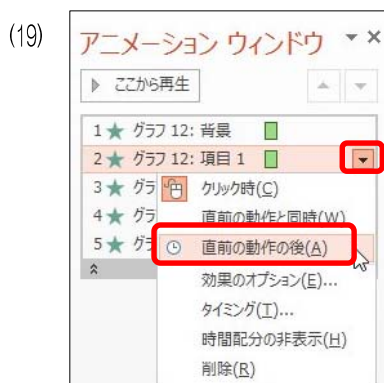 (19)
アニメーション ウィンドウ
ここから再生
1 グラフ 12: 背景
2 グラフ 12: 項目 1
3 グラ
クリック時(C)
4 グラ
直前の動作と同時(W)
5 グラ
直前の動作の後(A)
効果のオプション(E)...
タイミング(T)...
時間配分の非表示(H)
削除(R)